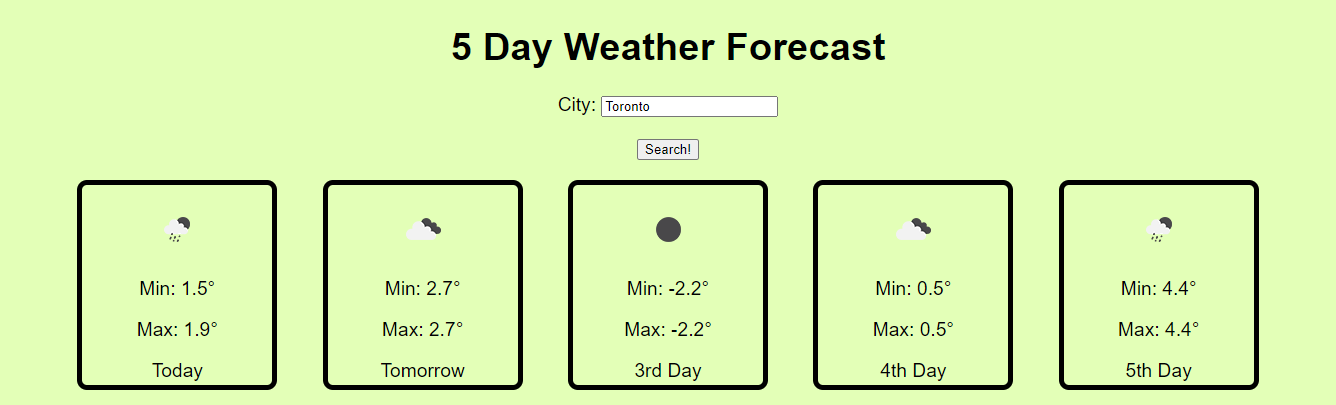 5 Day Weather Forecast
City: Toronto
Search!
Min: 1.5°
Max: 1.9°
Today
Min: 2.7°
Max: 2.7°
Tomorrow
Min: -2.2°
Max: -2.2°
3rd Day
Min: 0.5°
Max: 0.5°
4th Day
Min: 4.4°
Max: 4.4°
5th Day